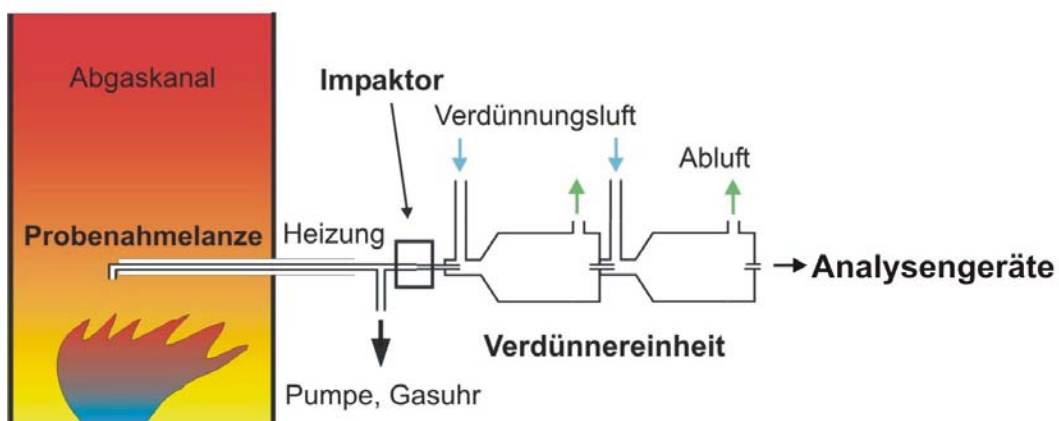 Abgaskanal
Impaktor
Verdünnungsluft
Abluft
Probenahmelanze
Heizung
Analysengeräte
Verdünnereinheit
Pumpe, Gasuhr